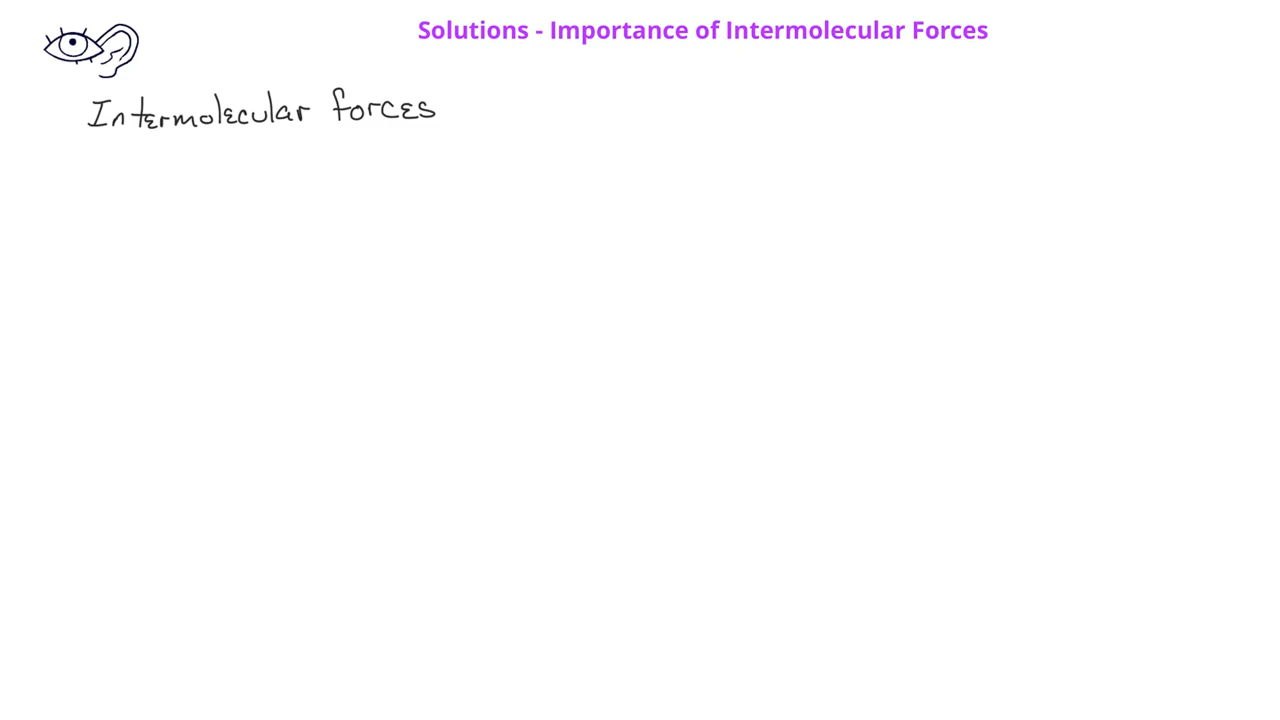 Solutions - Importance of Intermolecular Forces
Intermolecular forces